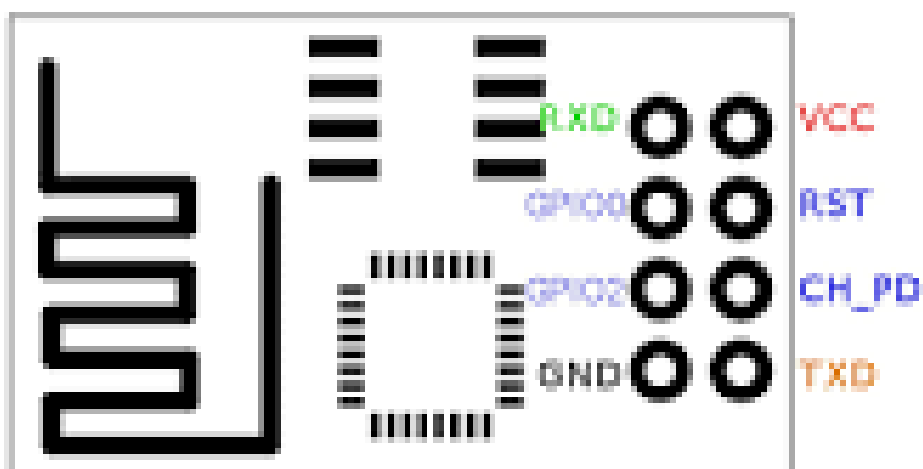 RXD VCC
GPIO0 RST
GPIO2 CH_PD
GND TXD